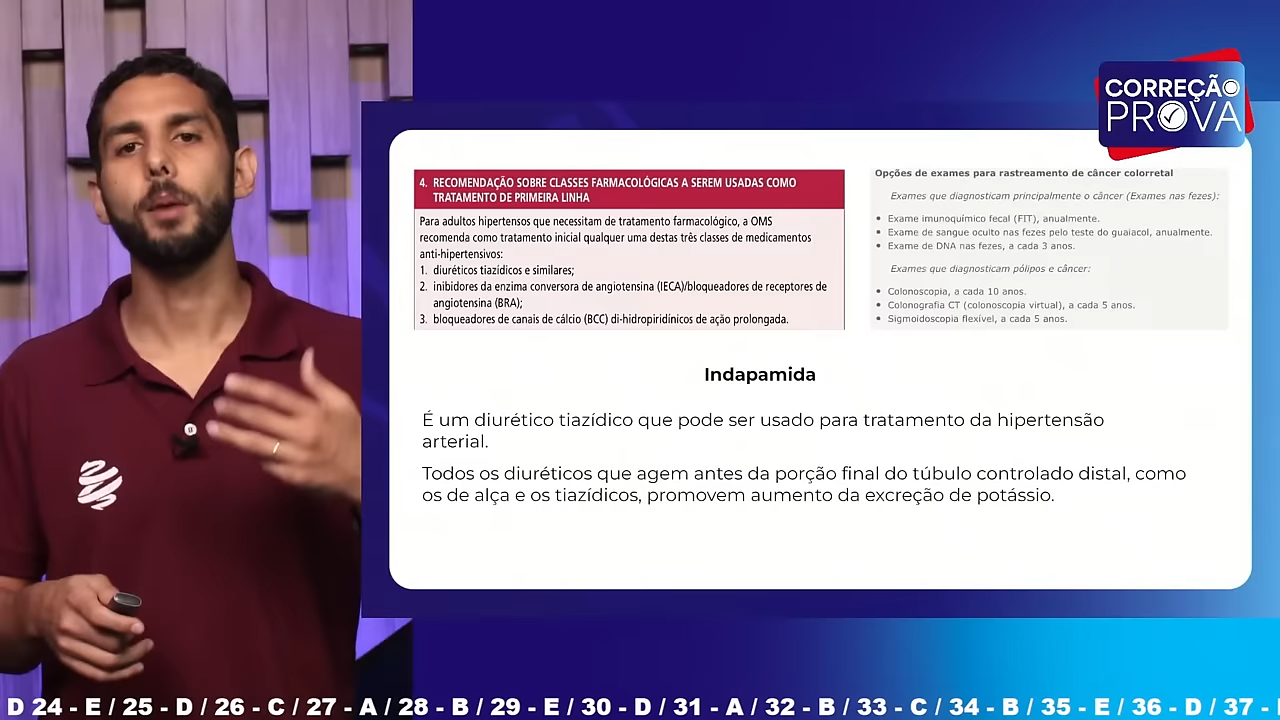 CORREÇÃO
PROVA
4. RECOMENDAÇÃO SOBRE CLASSES FARMACOLÓGICAS A SEREM USADAS COMO
TRATAMENTO DE PRIMEIRA LINHA
Para adultos hipertensos que necessitam de tratamento farmacológico, a OMS
recomenda como tratamento inicial qualquer uma destas três classes de medicamentos
anti-hipertensivos:
1. diuréticos tiazídicos e similares;
2. inibidores da enzima conversora de angiotensina (IECA)/bloqueadores de receptores de
angiotensina (BRA);
3. bloqueadores de canais de cálcio (BCC) di-hidropiridínicos de ação prolongada.
Opções de exames para rastreamento de câncer colorretal
Exames que diagnosticam principalmente o câncer (Exames nas fezes):
• Exame imunoquímico fecal (FIT), anualmente.
• Exame de sangue oculto nas fezes pelo teste do guaiacol, anualmente.
• Exame de DNA nas fezes, a cada 3 anos.
Exames que diagnosticam pólipos e câncer:
• Colonoscopia, a cada 10 anos.
• Colonografia CT (colonoscopia virtual), a cada 5 anos.
• Sigmoidoscopia flexível, a cada 5 anos.
Indapamida
É um diurético tiazídico que pode ser usado para tratamento da hipertensão
arterial.
Todos os diuréticos que agem antes da porção final do túbulo controlado distal, como
os de alça e os tiazídicos, promovem aumento da excreção de potássio.
D 24 - E / 25 - D / 26 - C / 27 - A / 28 - B / 29 - E / 30 - D / 31 - A / 32 - B / 33 - C / 34 - B / 35 - E / 36 - D / 37 -